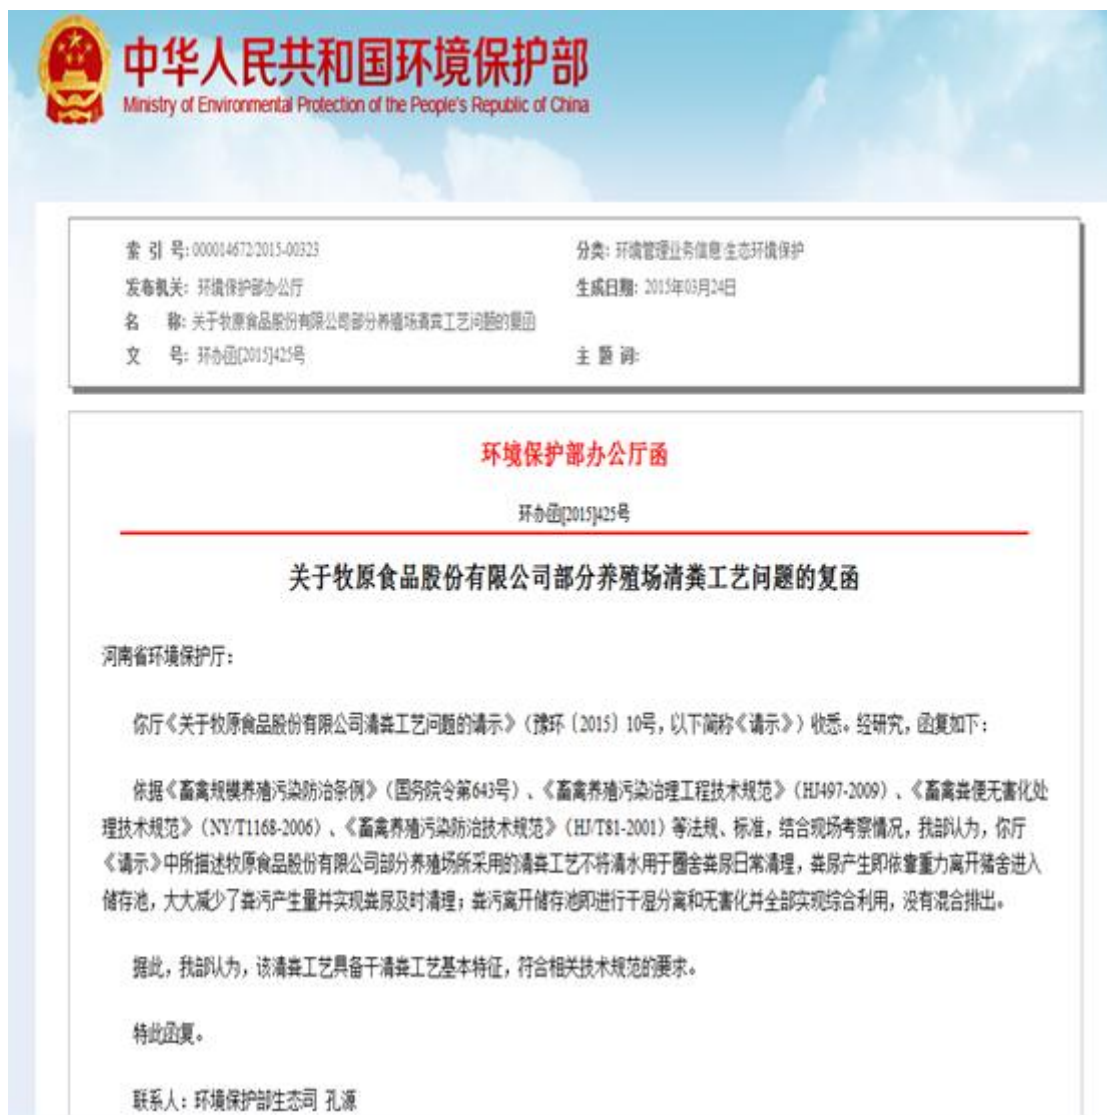 中华人民共和国环境保护部
Ministry of Environmental Protection of the People's Republic of China
索 引 号: 000014672/2015-00323 分类: 环境管理业务信息\生态环境保护
发布机关: 环境保护部办公厅 生成日期: 2015年03月24日
名 称: 关于牧原食品股份有限公司部分养殖场清粪工艺问题的复函
文 号: 环办函[2015]425号 主 题 词:
环境保护部办公厅函
环办函[2015]425号
关于牧原食品股份有限公司部分养殖场清粪工艺问题的复函
河南省环境保护厅：
你厅《关于牧原食品股份有限公司清粪工艺问题的请示》（豫环〔2015〕10号，以下简称《请示》）收悉。经研究，函复如下：
依据《畜禽规模养殖污染防治条例》（国务院令第643号）、《畜禽养殖污染治理工程技术规范》（HJ497-2009）、《畜禽粪便无害化处
理技术规范》（NY/T1168-2006）、《畜禽养殖污染防治技术规范》（HJ/T81-2001）等法规、标准，结合现场考察情况，我部认为，你厅
《请示》中所描述牧原食品股份有限公司部分养殖场所采用的清粪工艺不将清水用于圈舍粪尿日常清理，粪尿产生即依靠重力离开猪舍进入
储存池，大大减少了粪污产生量并实现粪尿及时清理；粪污离开储存池即进行干湿分离和无害化并全部实现综合利用，没有混合排出。
据此，我部认为，该清粪工艺具备干清粪工艺基本特征，符合相关技术规范的要求。
特此函复。
联系人：环境保护部生态司 孔源